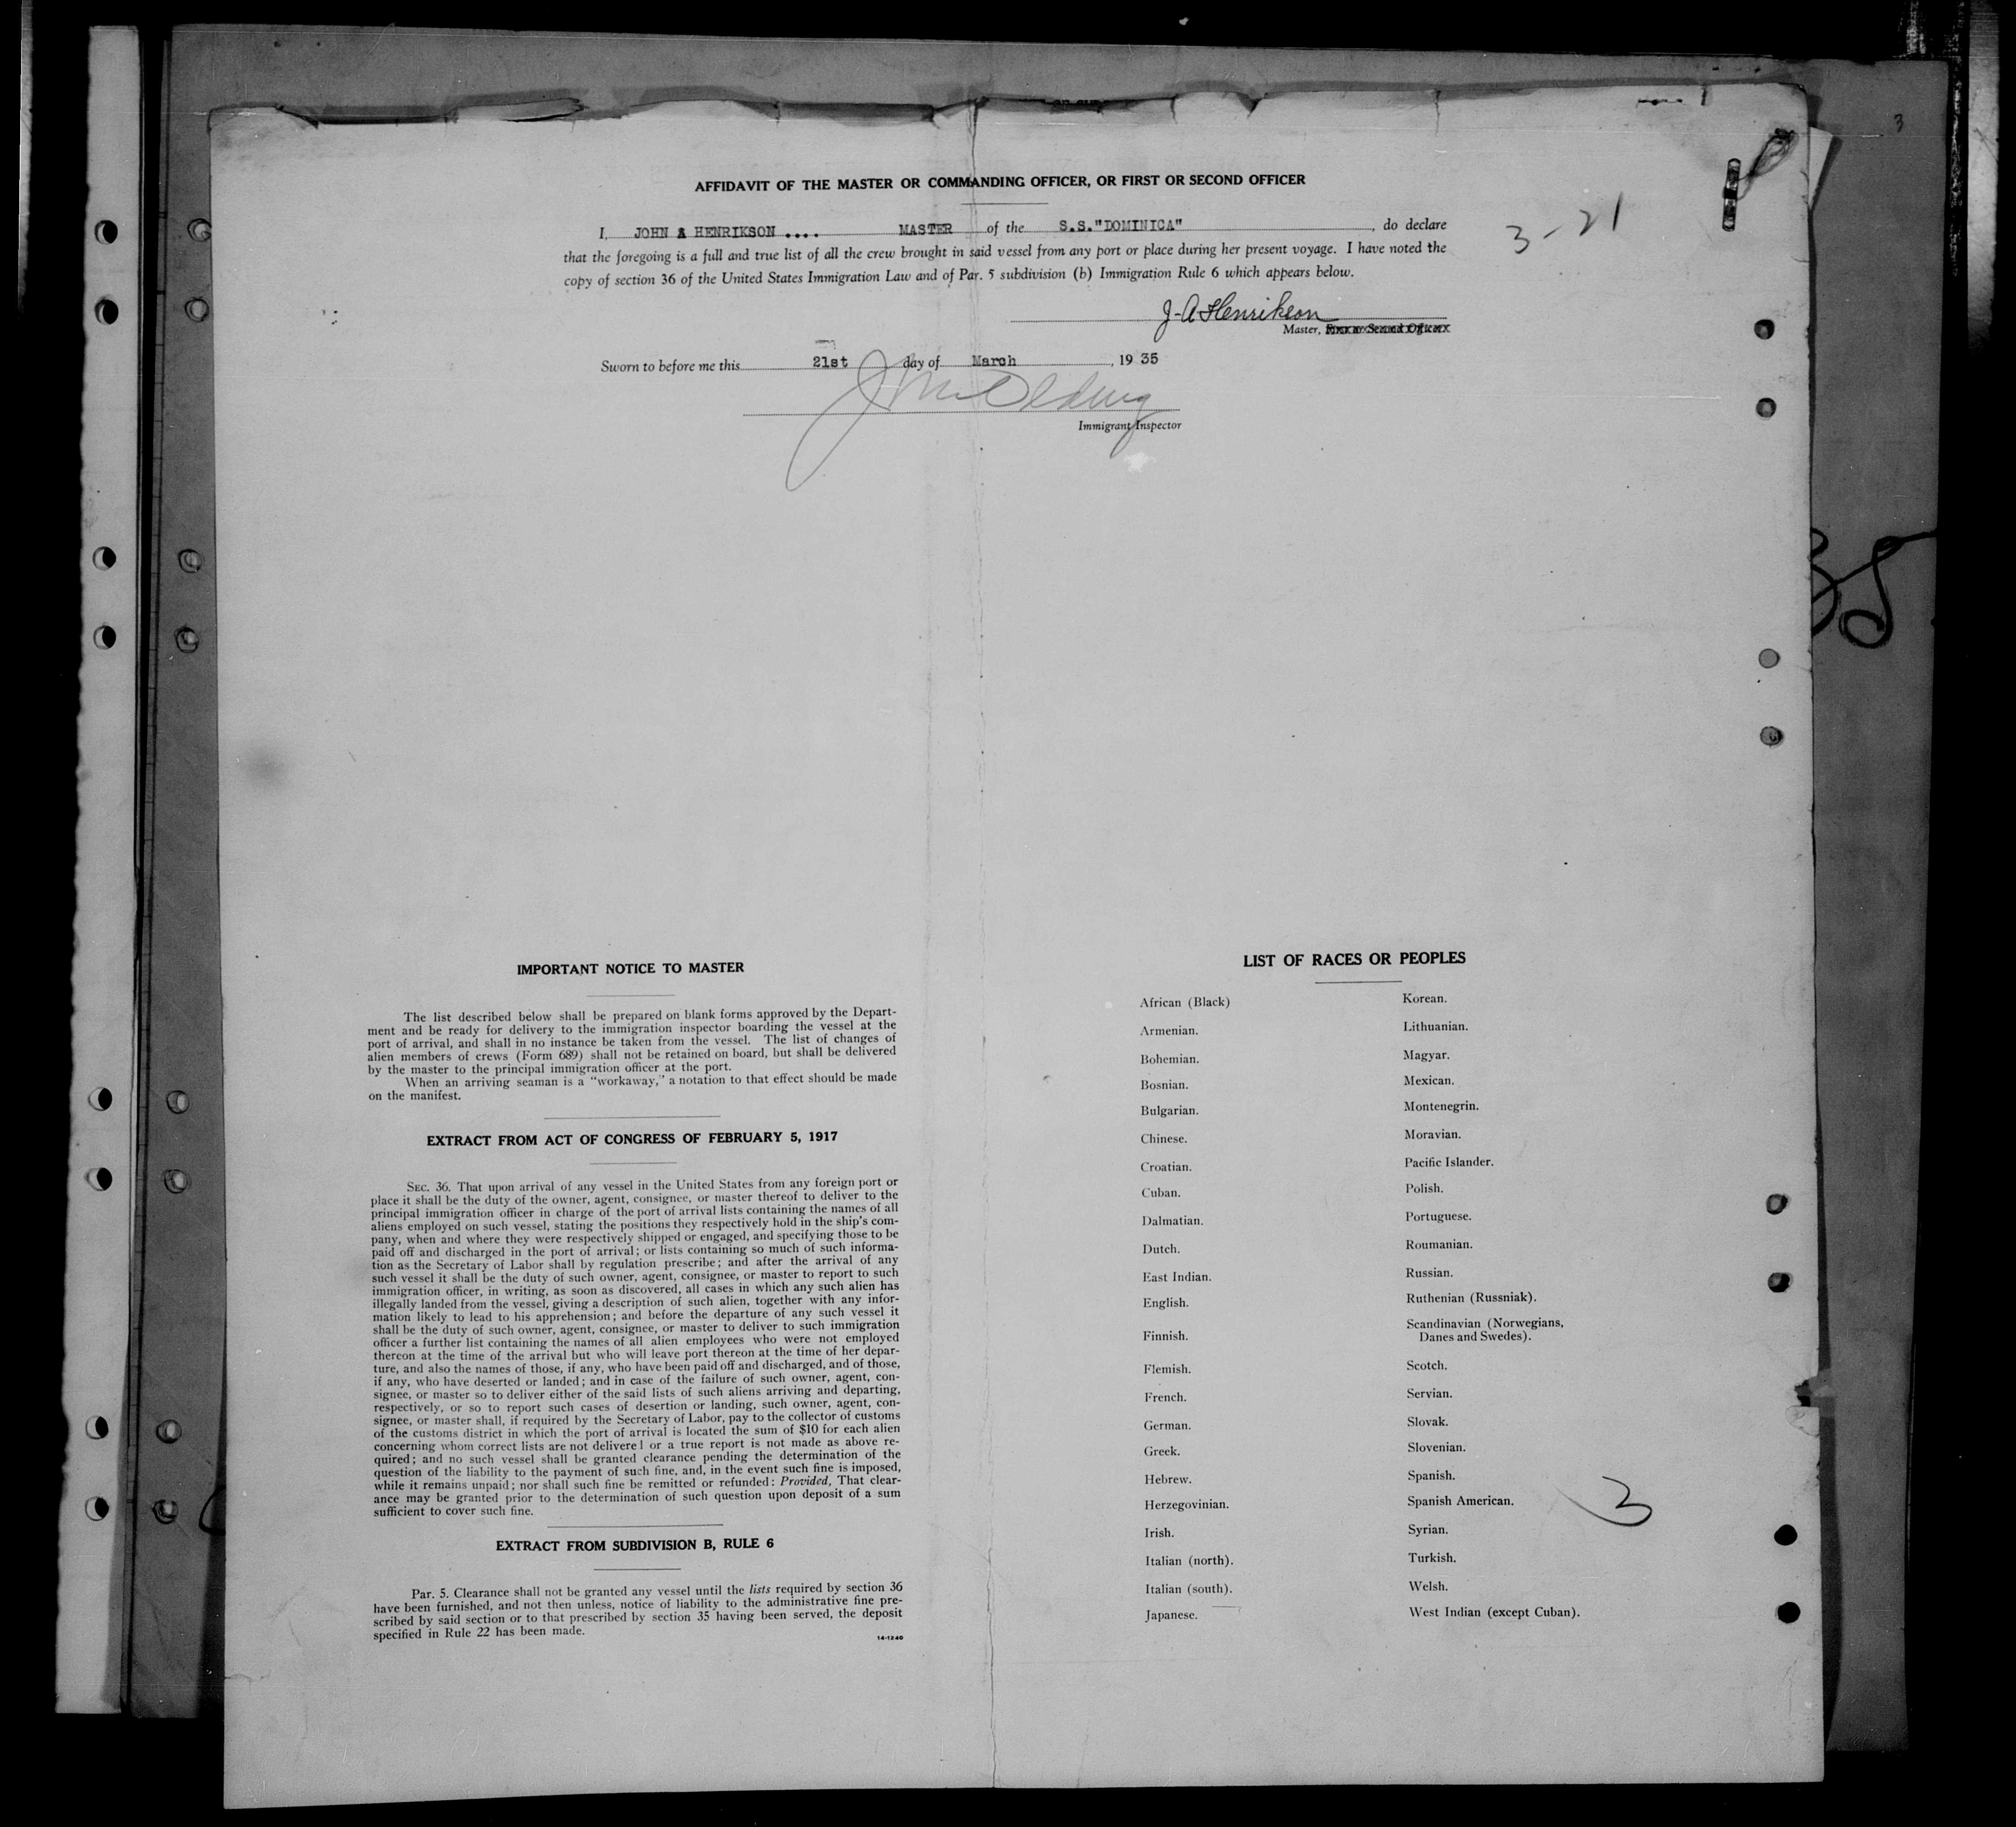 AFFIDAVIT OF THE MASTER OR COMMANDING OFFICER, OR FIRST OR SECOND OFFICER
I, JOHN A HENRIKSON .... MASTER of the S.S."DOMINICA" , do declare
that the foregoing is a full and true list of all the crew brought in said vessel from any port or place during her present voyage. I have noted the
copy of section 36 of the United States Immigration Law and of Par. 5 subdivision (b) Immigration Rule 6 which appears below.
3-21
J-A Henrikson
Master, First or Second Officer
Sworn to before me this 21st day of March , 19 35
Immigrant Inspector
IMPORTANT NOTICE TO MASTER
The list described below shall be prepared on blank forms approved by the Depart-
ment and be ready for delivery to the immigration inspector boarding the vessel at the
port of arrival, and shall in no instance be taken from the vessel. The list of changes of
alien members of crews (Form 689) shall not be retained on board, but shall be delivered
by the master to the principal immigration officer at the port.
When an arriving seaman is a "workaway," a notation to that effect should be made
on the manifest.
EXTRACT FROM ACT OF CONGRESS OF FEBRUARY 5, 1917
SEC. 36. That upon arrival of any vessel in the United States from any foreign port or
place it shall be the duty of the owner, agent, consignee, or master thereof to deliver to the
principal immigration officer in charge of the port of arrival lists containing the names of all
aliens employed on such vessel, stating the positions they respectively hold in the ship's com-
pany, when and where they were respectively shipped or engaged, and specifying those to be
paid off and discharged in the port of arrival; or lists containing so much of such informa-
tion as the Secretary of Labor shall by regulation prescribe; and after the arrival of any
such vessel it shall be the duty of such owner, agent, consignee, or master to report to such
immigration officer, in writing, as soon as discovered, all cases in which any such alien has
illegally landed from the vessel, giving a description of such alien, together with any infor-
mation likely to lead to his apprehension; and before the departure of any such vessel it
shall be the duty of such owner, agent, consignee, or master to deliver to such immigration
officer a further list containing the names of all alien employees who were not employed
thereon at the time of the arrival but who will leave port thereon at the time of her depar-
ture, and also the names of those, if any, who have been paid off and discharged, and of those,
if any, who have deserted or landed; and in case of the failure of such owner, agent, con-
signee, or master so to deliver either of the said lists of such aliens arriving and departing,
respectively, or so to report such cases of desertion or landing, such owner, agent, con-
signee, or master shall, if required by the Secretary of Labor, pay to the collector of customs
of the customs district in which the port of arrival is located the sum of $10 for each alien
concerning whom correct lists are not delivered or a true report is not made as above re-
quired; and no such vessel shall be granted clearance pending the determination of the
question of the liability to the payment of such fine, and, in the event such fine is imposed,
while it remains unpaid; nor shall such fine be remitted or refunded: Provided, That clear-
ance may be granted prior to the determination of such question upon deposit of a sum
sufficient to cover such fine.
EXTRACT FROM SUBDIVISION B, RULE 6
Par. 5. Clearance shall not be granted any vessel until the lists required by section 36
have been furnished, and not then unless, notice of liability to the administrative fine pre-
scribed by said section or to that prescribed by section 35 having been served, the deposit
specified in Rule 22 has been made.
14-1240
LIST OF RACES OR PEOPLES
African (Black)
Armenian.
Bohemian.
Bosnian.
Bulgarian.
Chinese.
Croatian.
Cuban.
Dalmatian.
Dutch.
East Indian.
English.
Finnish.
Flemish.
French.
German.
Greek.
Hebrew.
Herzegovinian.
Irish.
Italian (north).
Italian (south).
Japanese.
Korean.
Lithuanian.
Magyar.
Mexican.
Montenegrin.
Moravian.
Pacific Islander.
Polish.
Portuguese.
Roumanian.
Russian.
Ruthenian (Russniak).
Scandinavian (Norwegians,
Danes and Swedes).
Scotch.
Servian.
Slovak.
Slovenian.
Spanish.
Spanish American.
Syrian.
Turkish.
Welsh.
West Indian (except Cuban).
3
3